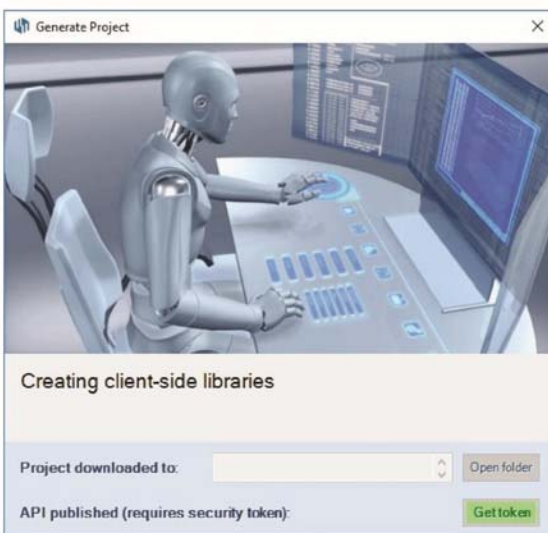 Generate Project
Creating client-side libraries
Project downloaded to:
Open folder
API published (requires security token):
Get token